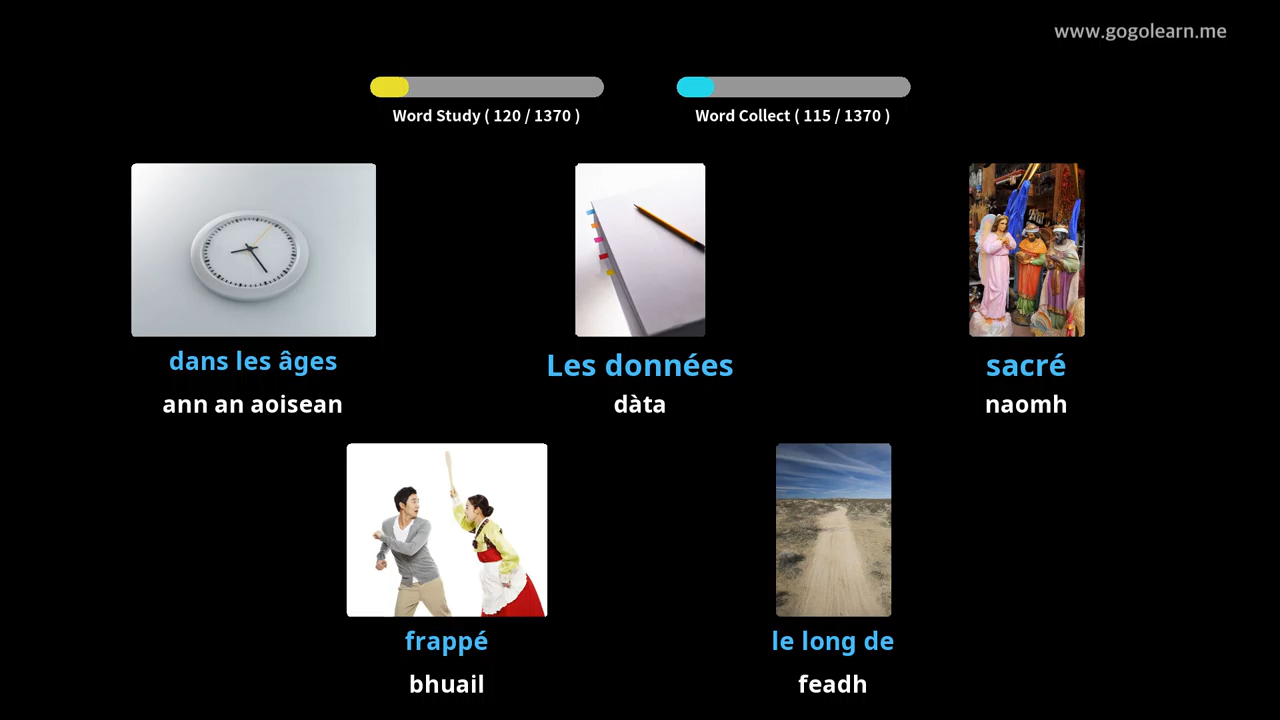 www.gogolearn.me
Word Study ( 120 / 1370 )
Word Collect ( 115 / 1370 )
dans les âges
ann an aoisean
Les données
dàta
sacré
naomh
frappé
bhuail
le long de
feadh